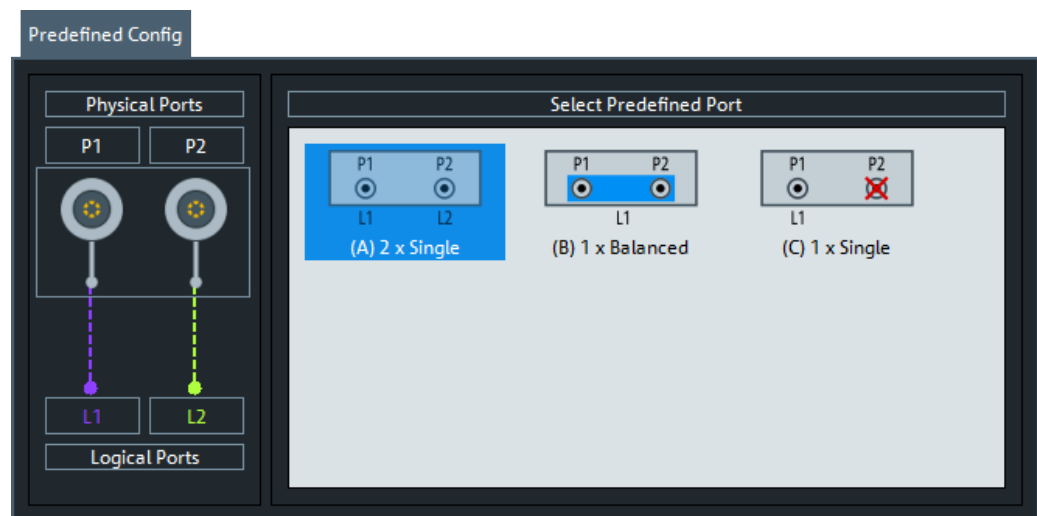 Predefined Config
Physical Ports
P1 P2
L1 L2
Logical Ports
Select Predefined Port
P1 P2
L1 L2
(A) 2 x Single
P1 P2
L1
(B) 1 x Balanced
P1 P2
L1
(C) 1 x Single